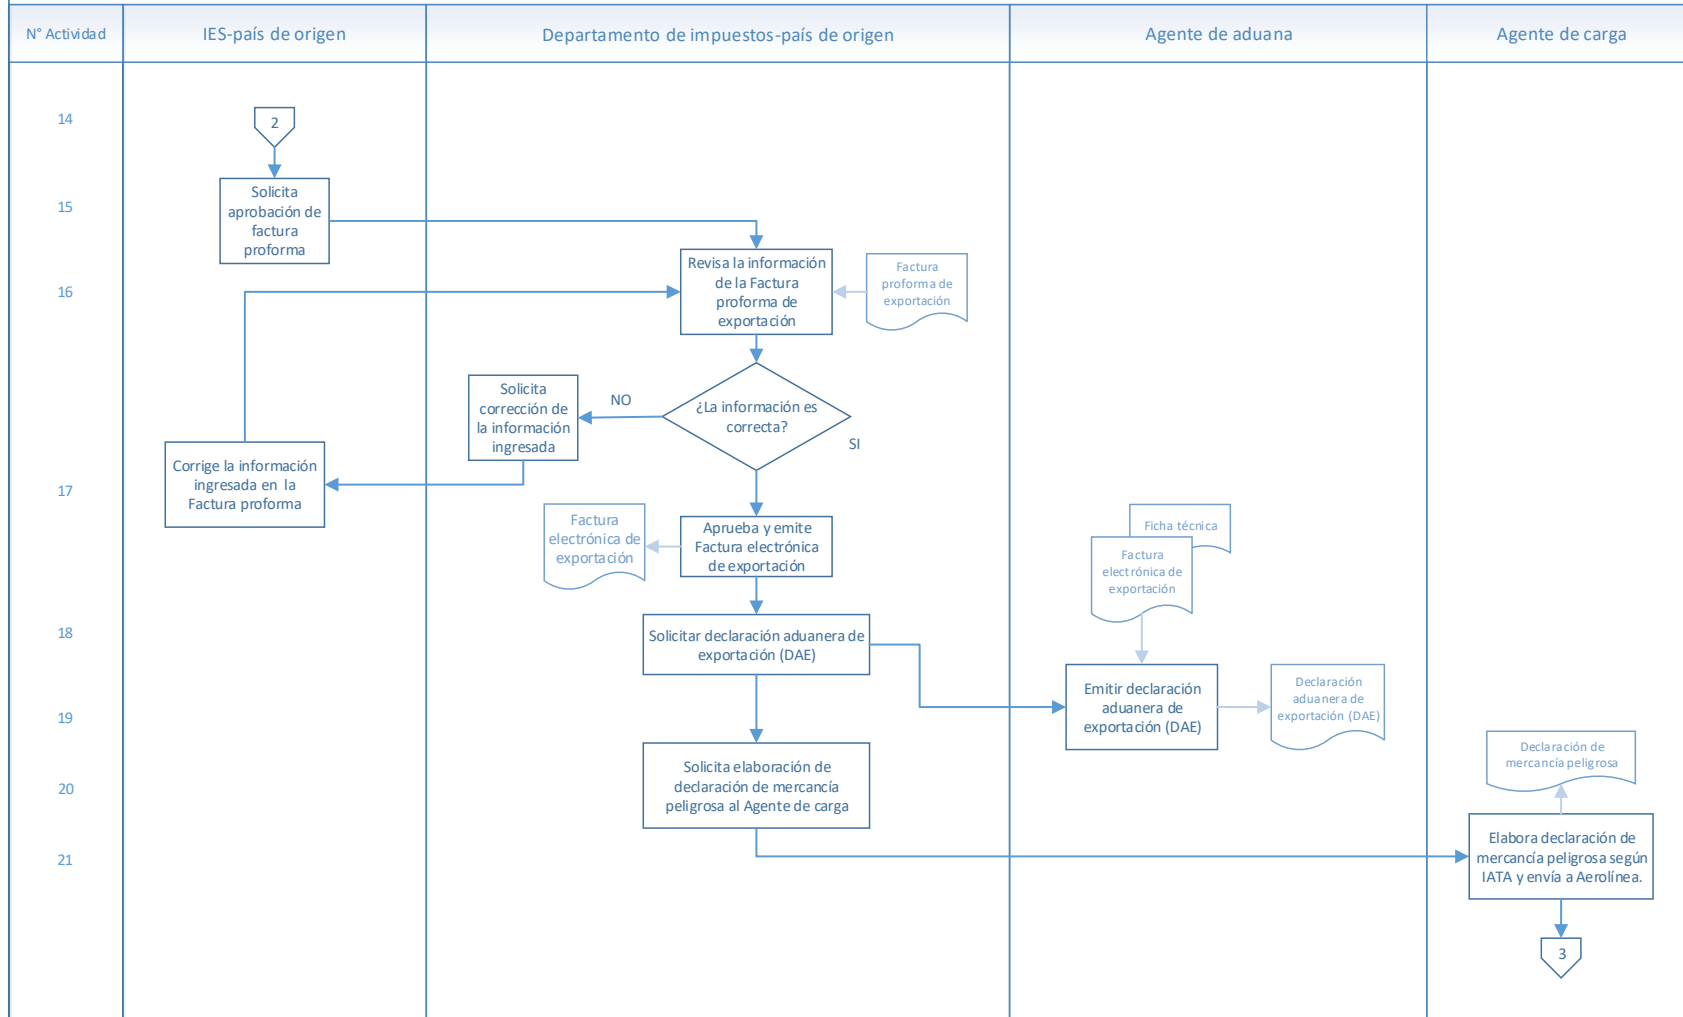 N° Actividad
IES-país de origen
Departamento de impuestos-país de origen
Agente de aduana
Agente de carga
14
2
15
Solicita
aprobación de
factura
proforma
16
Revisa la información
de la Factura
proforma de
exportación
Factura
proforma de
exportación
¿La información es
correcta?
NO
SI
Solicita
corrección de
la información
ingresada
17
Corrige la información
ingresada en la
Factura proforma
Factura
electrónica de
exportación
Aprueba y emite
Factura electrónica
de exportación
Ficha técnica
Factura
electrónica de
exportación
18
Solicitar declaración aduanera de
exportación (DAE)
19
Emitir declaración
aduanera de
exportación (DAE)
Declaración
aduanera de
exportación (DAE)
20
Solicita elaboración de
declaración de mercancía
peligrosa al Agente de carga
Declaración de
mercancía peligrosa
21
Elabora declaración de
mercancía peligrosa según
IATA y envía a Aerolínea.
3